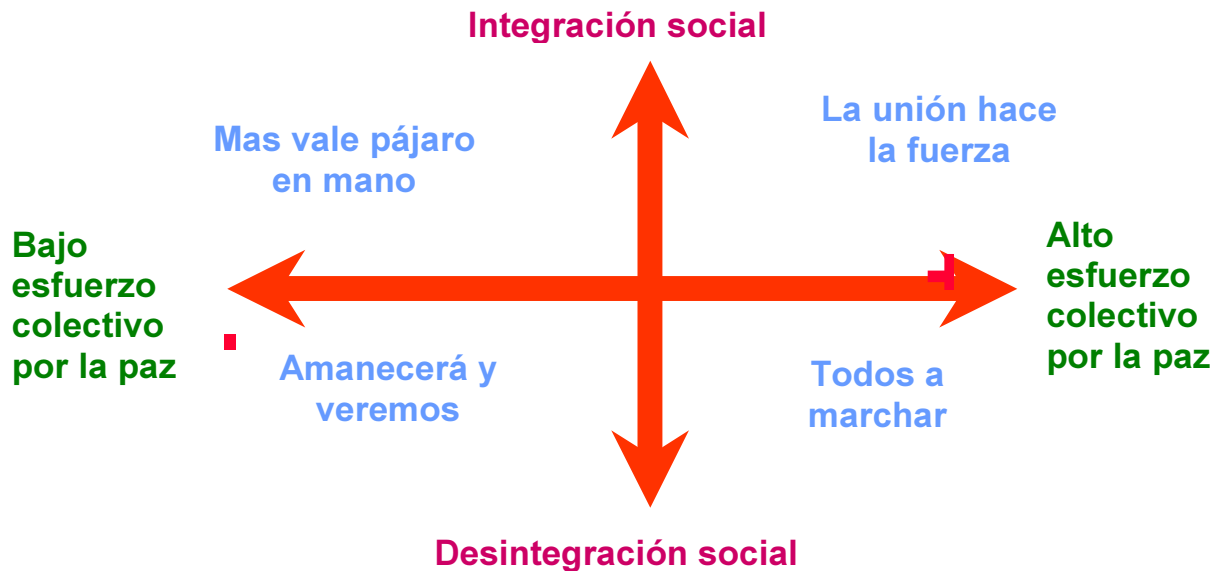 Integración social
Mas vale pájaro
en mano
La unión hace
la fuerza
Bajo
esfuerzo
colectivo
por la paz
Alto
esfuerzo
colectivo
por la paz
Amanecerá y
veremos
Todos a
marchar
Desintegración social